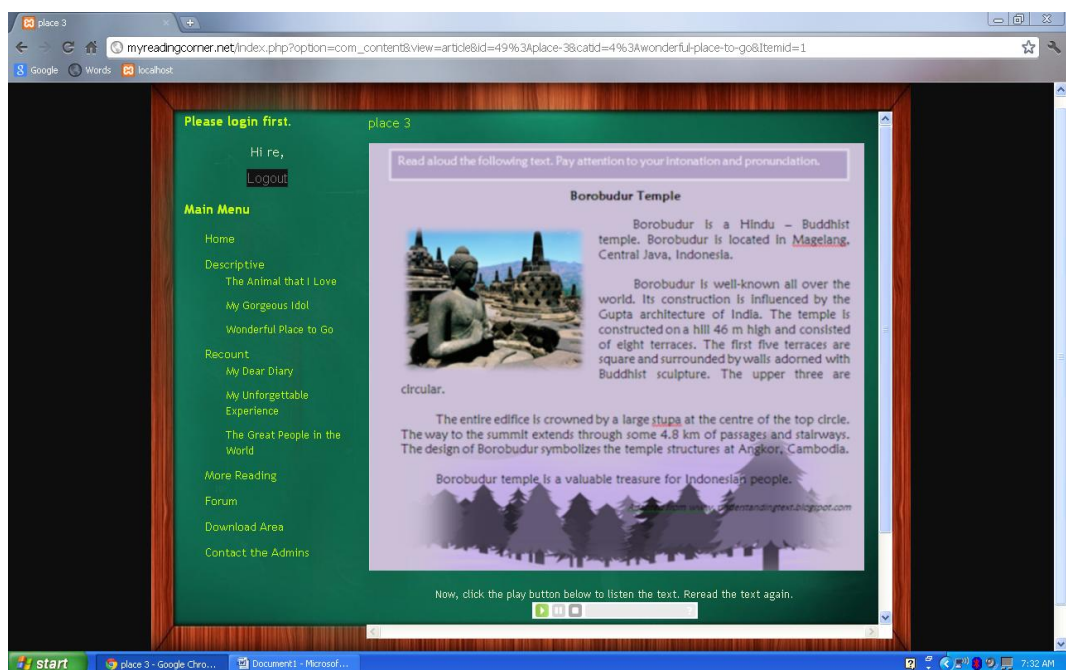 place 3
myreadingcorner.net/index.php?option=com_content&view=article&id=49%3Aplace-3&catid=4%3Awonderful-place-to-go&Itemid=1
Google Words localhost
Please login first.
Hi re,
Logout
Main Menu
Home
Descriptive
The Animal that I Love
My Gorgeous Idol
Wonderful Place to Go
Recount
My Dear Diary
My Unforgettable
Experience
The Great People in the
World
More Reading
Forum
Download Area
Contact the Admins
place 3
Read aloud the following text. Pay attention to your intonation and pronunciation.
Borobudur Temple
Borobudur is a Hindu – Buddhist
temple. Borobudur is located in Magelang,
Central Java, Indonesia.
Borobudur is well-known all over the
world. Its construction is influenced by the
Gupta architecture of India. The temple is
constructed on a hill 46 m high and consisted
of eight terraces. The first five terraces are
square and surrounded by walls adorned with
Buddhist sculpture. The upper three are
circular.
The entire edifice is crowned by a large stupa at the centre of the top circle.
The way to the summit extends through some 4.8 km of passages and stairways.
The design of Borobudur symbolizes the temple structures at Angkor, Cambodia.
Borobudur temple is a valuable treasure for Indonesian people.
from www.understandingtext.blogspot.com
Now, click the play button below to listen the text. Reread the text again.
start
place 3 - Google Chro...
Document1 - Microsof...
7:32 AM